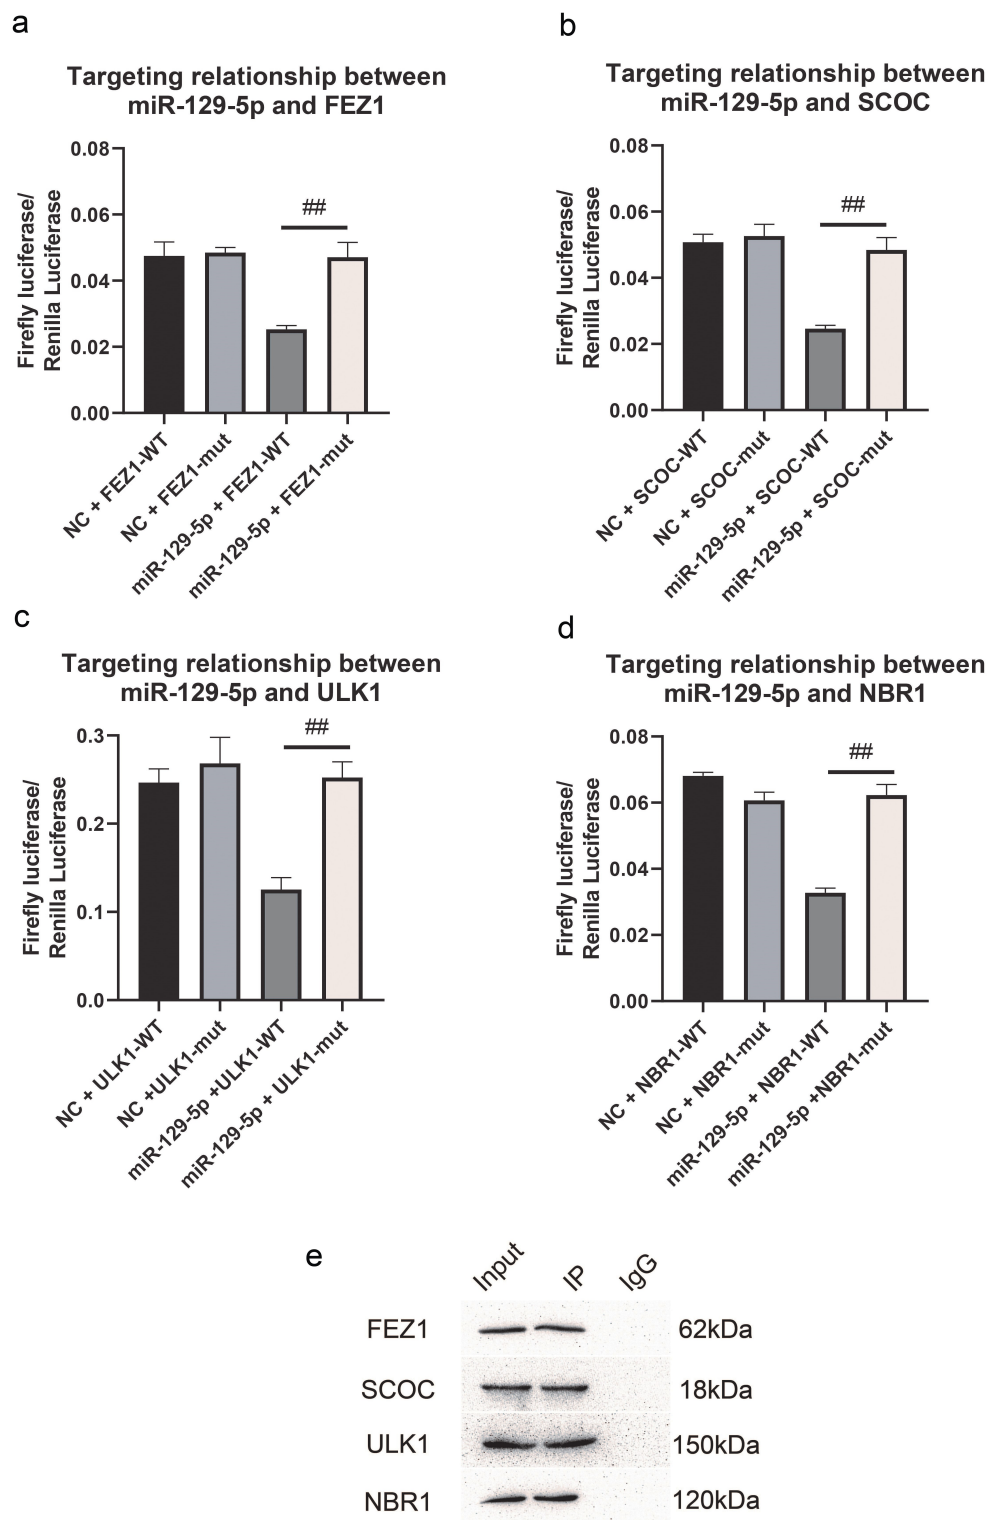 a
Targeting relationship between
miR-129-5p and FEZ1
Firefly luciferase/
Renilla Luciferase
0.08
0.06
0.04
0.02
0.00
##
NC + FEZ1-WT
NC + FEZ1-mut
miR-129-5p + FEZ1-WT
miR-129-5p + FEZ1-mut
b
Targeting relationship between
miR-129-5p and SCOC
Firefly luciferase/
Renilla Luciferase
0.08
0.06
0.04
0.02
0.00
##
NC + SCOC-WT
NC + SCOC-mut
miR-129-5p + SCOC-WT
miR-129-5p + SCOC-mut
c
Targeting relationship between
miR-129-5p and ULK1
Firefly luciferase/
Renilla Luciferase
0.3
0.2
0.1
0.0
##
NC + ULK1-WT
NC +ULK1-mut
miR-129-5p +ULK1-WT
miR-129-5p + ULK1-mut
d
Targeting relationship between
miR-129-5p and NBR1
Firefly luciferase/
Renilla Luciferase
0.08
0.06
0.04
0.02
0.00
##
NC + NBR1-WT
NC + NBR1-mut
miR-129-5p + NBR1-WT
miR-129-5p +NBR1-mut
e
Input IP IgG
FEZ1 62kDa
SCOC 18kDa
ULK1 150kDa
NBR1 120kDa